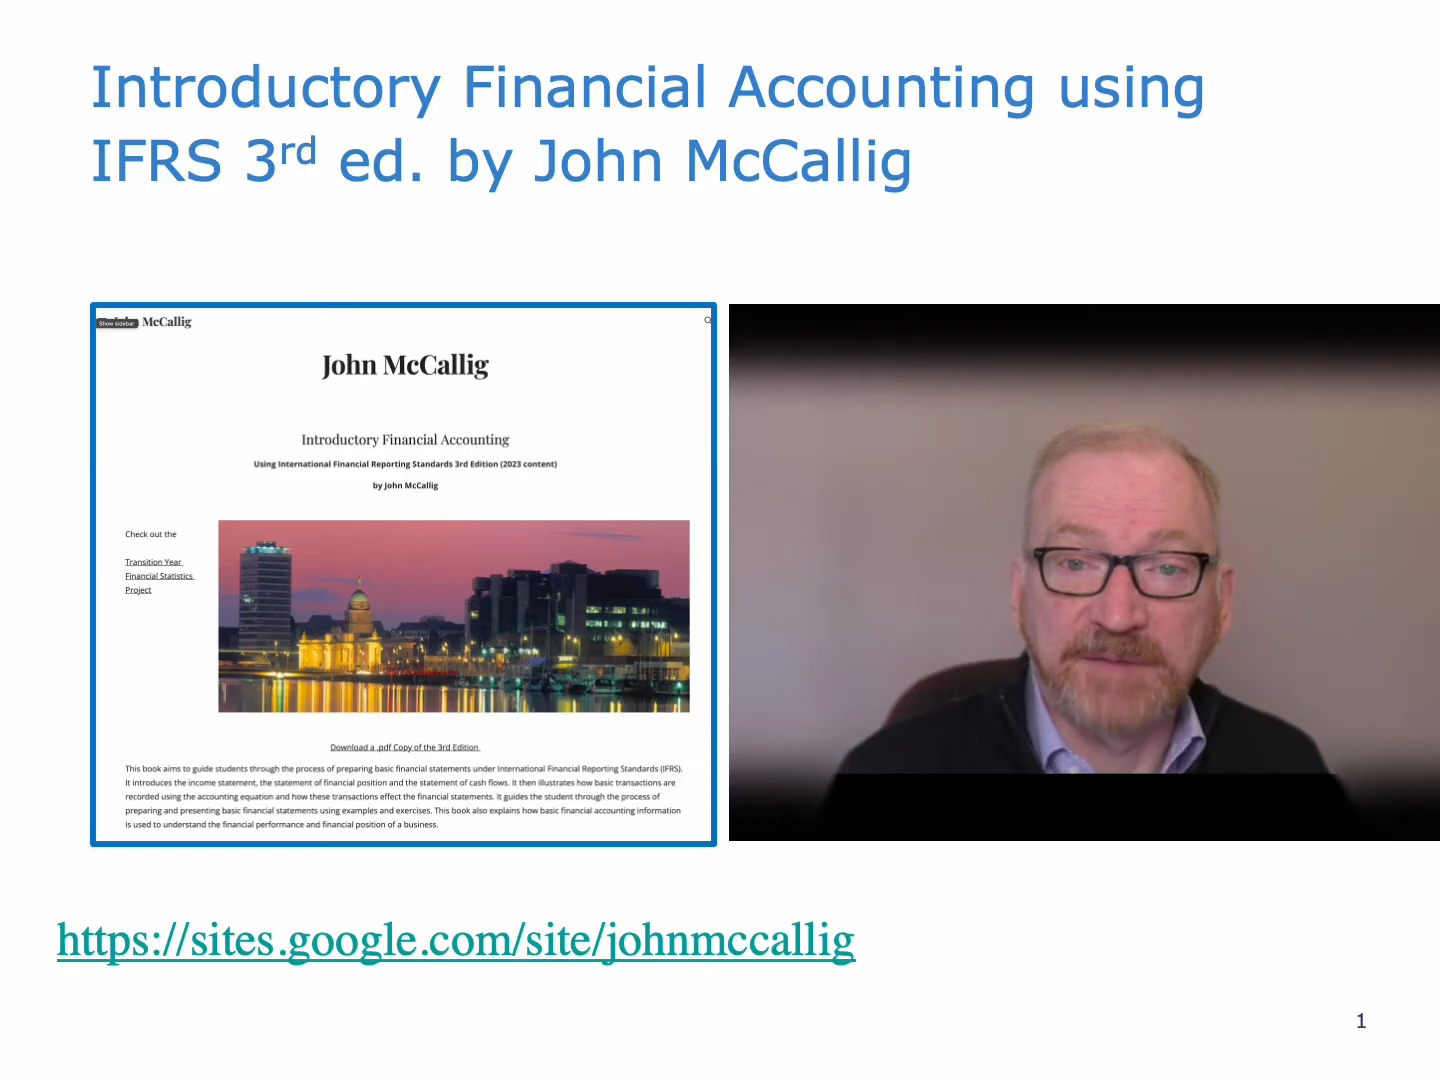 Introductory Financial Accounting using
IFRS 3rd ed. by John McCallig
Show sidebar
McCallig
John McCallig
Introductory Financial Accounting
Using International Financial Reporting Standards 3rd Edition (2023 content)
by John McCallig
Check out the
Transition Year
Financial Statistics
Project
Download a .pdf Copy of the 3rd Edition
This book aims to guide students through the process of preparing basic financial statements under International Financial Reporting Standards (IFRS).
It introduces the income statement, the statement of financial position and the statement of cash flows. It then illustrates how basic transactions are
recorded using the accounting equation and how these transactions effect the financial statements. It guides the student through the process of
preparing and presenting basic financial statements using examples and exercises. This book also explains how basic financial accounting information
is used to understand the financial performance and financial position of a business.
https://sites.google.com/site/johnmccallig
1